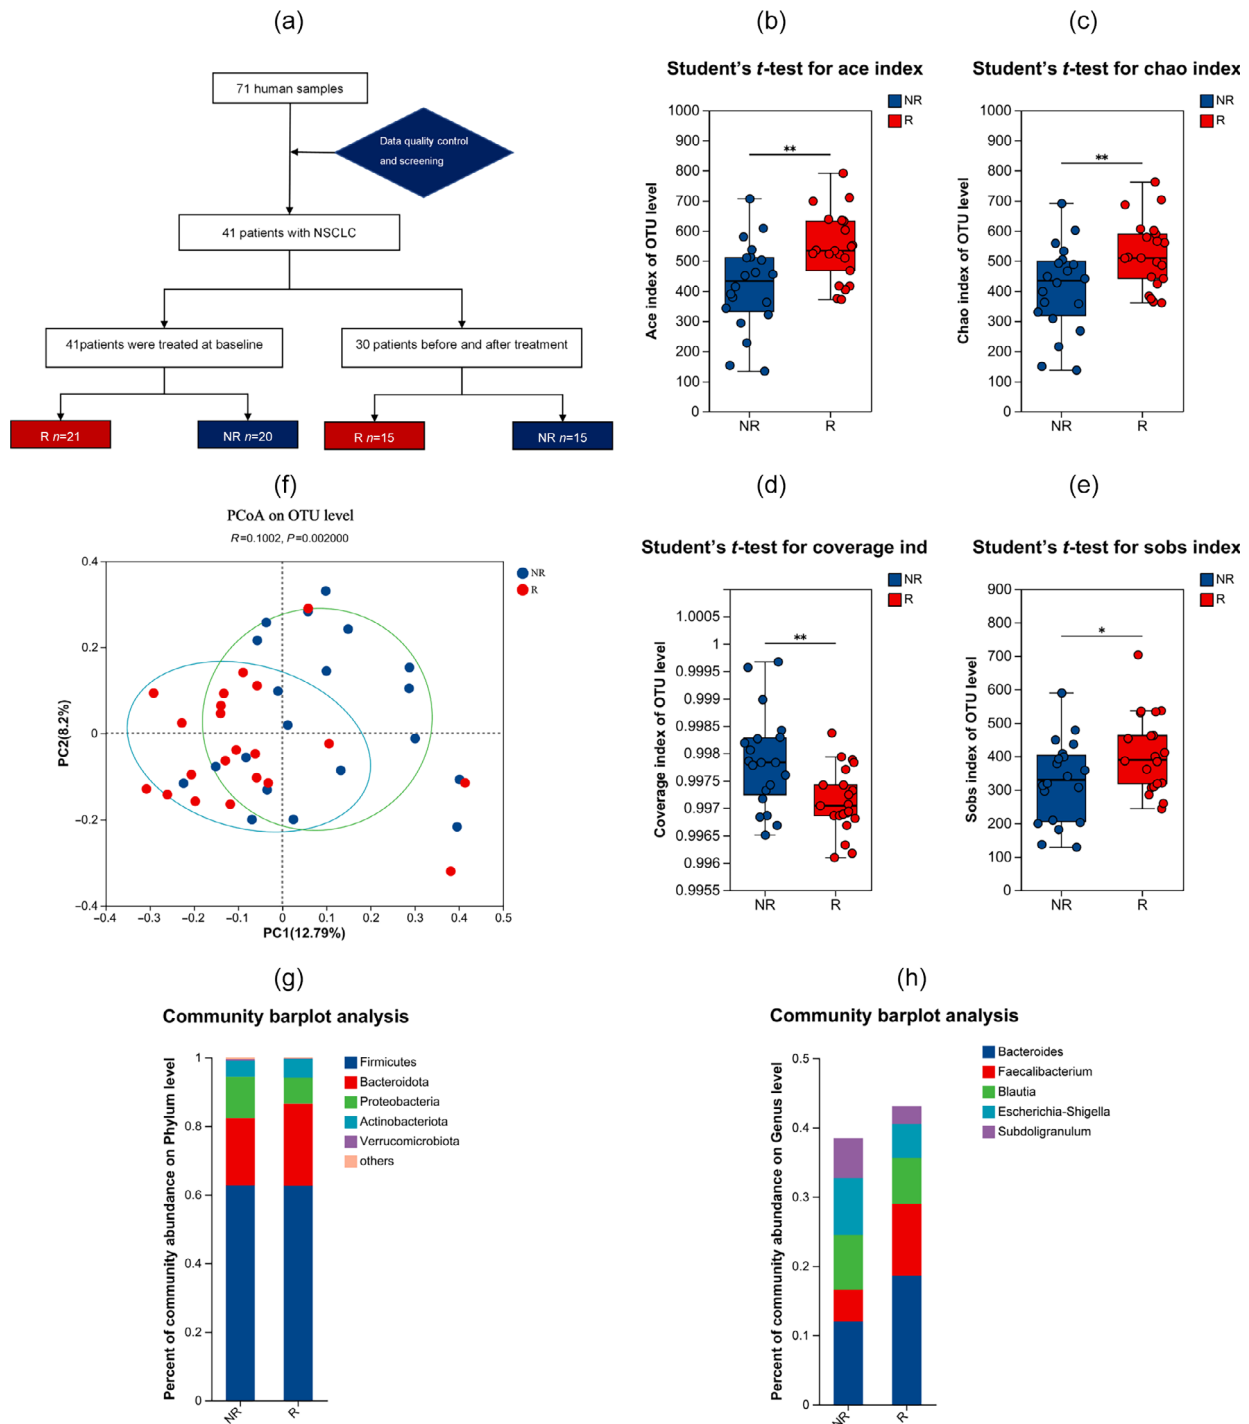 (a)
71 human samples
Data quality control
and screening
41 patients with NSCLC
41patients were treated at baseline
30 patients before and after treatment
R n=21
NR n=20
R n=15
NR n=15
(b)
Student's t-test for ace index
NR
R
Ace index of OTU level
1000
900
800
700
600
500
400
300
200
100
0
**
NR
R
(c)
Student's t-test for chao index
NR
R
Chao index of OTU level
1000
900
800
700
600
500
400
300
200
100
0
**
NR
R
(f)
PCoA on OTU level
R=0.1002, P=0.002000
NR
R
PC2(8.2%)
0.4
0.2
0
−0.2
−0.4
−0.4
−0.3
−0.2
−0.1
0
0.1
0.2
0.3
0.4
0.5
PC1(12.79%)
(d)
Student's t-test for coverage ind
NR
R
Coverage index of OTU level
1.0005
1
0.9995
0.999
0.9985
0.998
0.9975
0.997
0.9965
0.996
0.9955
**
NR
R
(e)
Student's t-test for sobs index
NR
R
Sobs index of OTU level
900
800
700
600
500
400
300
200
100
0
*
NR
R
(g)
Community barplot analysis
Percent of community abundance on Phylum level
1
0.8
0.6
0.4
0.2
0
NR
R
Firmicutes
Bacteroidota
Proteobacteria
Actinobacteriota
Verrucomicrobiota
others
(h)
Community barplot analysis
Percent of community abundance on Genus level
0.5
0.4
0.3
0.2
0.1
0
NR
R
Bacteroides
Faecalibacterium
Blautia
Escherichia-Shigella
Subdoligranulum